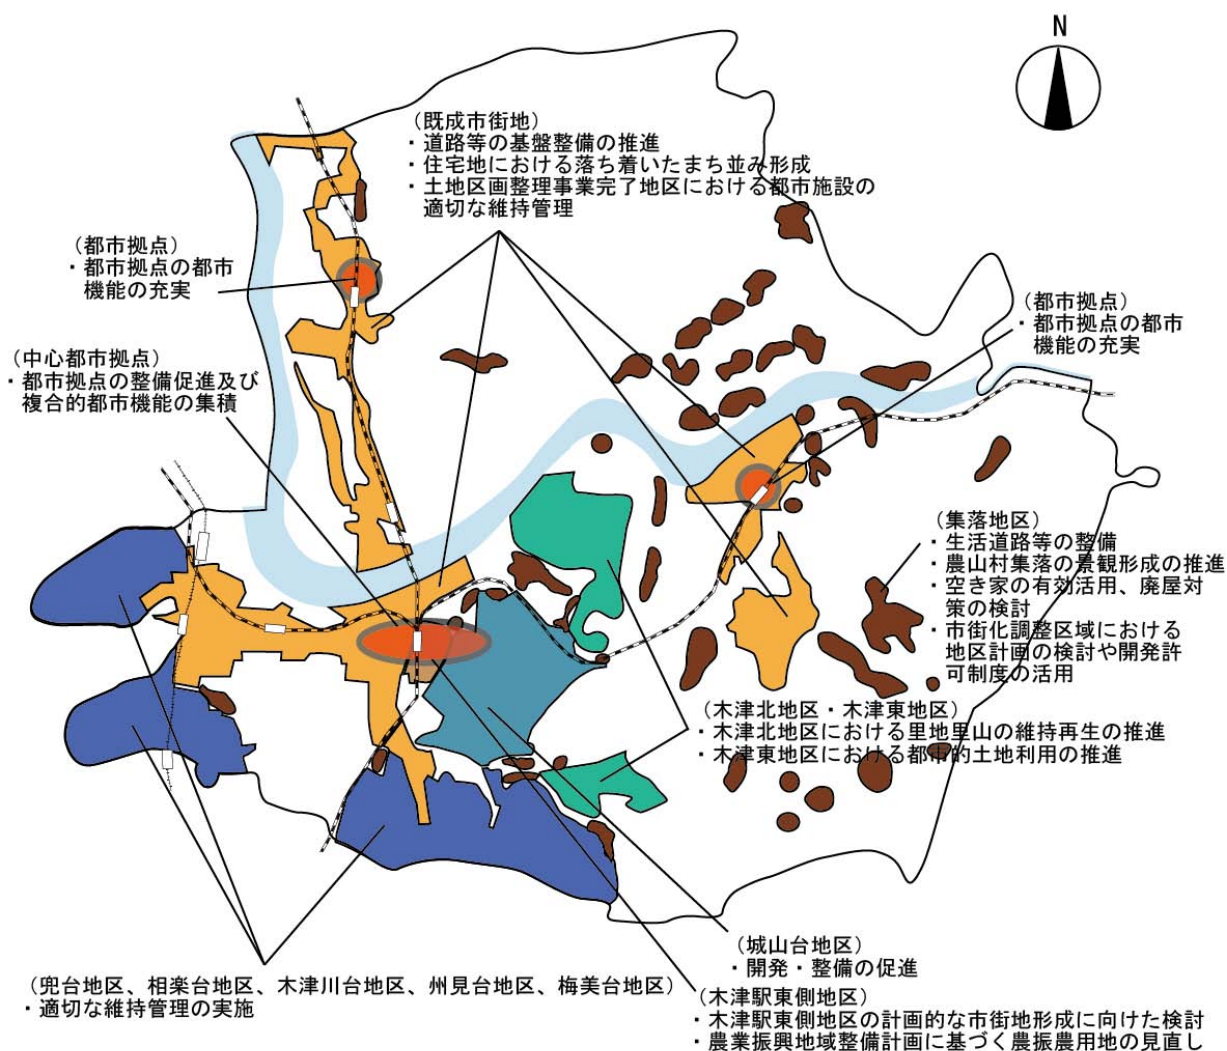 N
（既成市街地）
・道路等の基盤整備の推進
・住宅地における落ち着いたまち並み形成
・土地区画整理事業完了地区における都市施設の
適切な維持管理
（都市拠点）
・都市拠点の都市
機能の充実
（都市拠点）
・都市拠点の都市
機能の充実
（中心都市拠点）
・都市拠点の整備促進及び
複合的都市機能の集積
（集落地区）
・生活道路等の整備
・農山村集落の景観形成の推進
・空き家の有効活用、廃屋対
策の検討
・市街化調整区域における
地区計画の検討や開発許
可制度の活用
（木津北地区・木津東地区）
・木津北地区における里地里山の維持再生の推進
・木津東地区における都市的土地利用の推進
（城山台地区）
・開発・整備の促進
（兜台地区、相楽台地区、木津川台地区、州見台地区、梅美台地区）
・適切な維持管理の実施
（木津駅東側地区）
・木津駅東側地区の計画的な市街地形成に向けた検討
・農業振興地域整備計画に基づく農振農用地の見直し